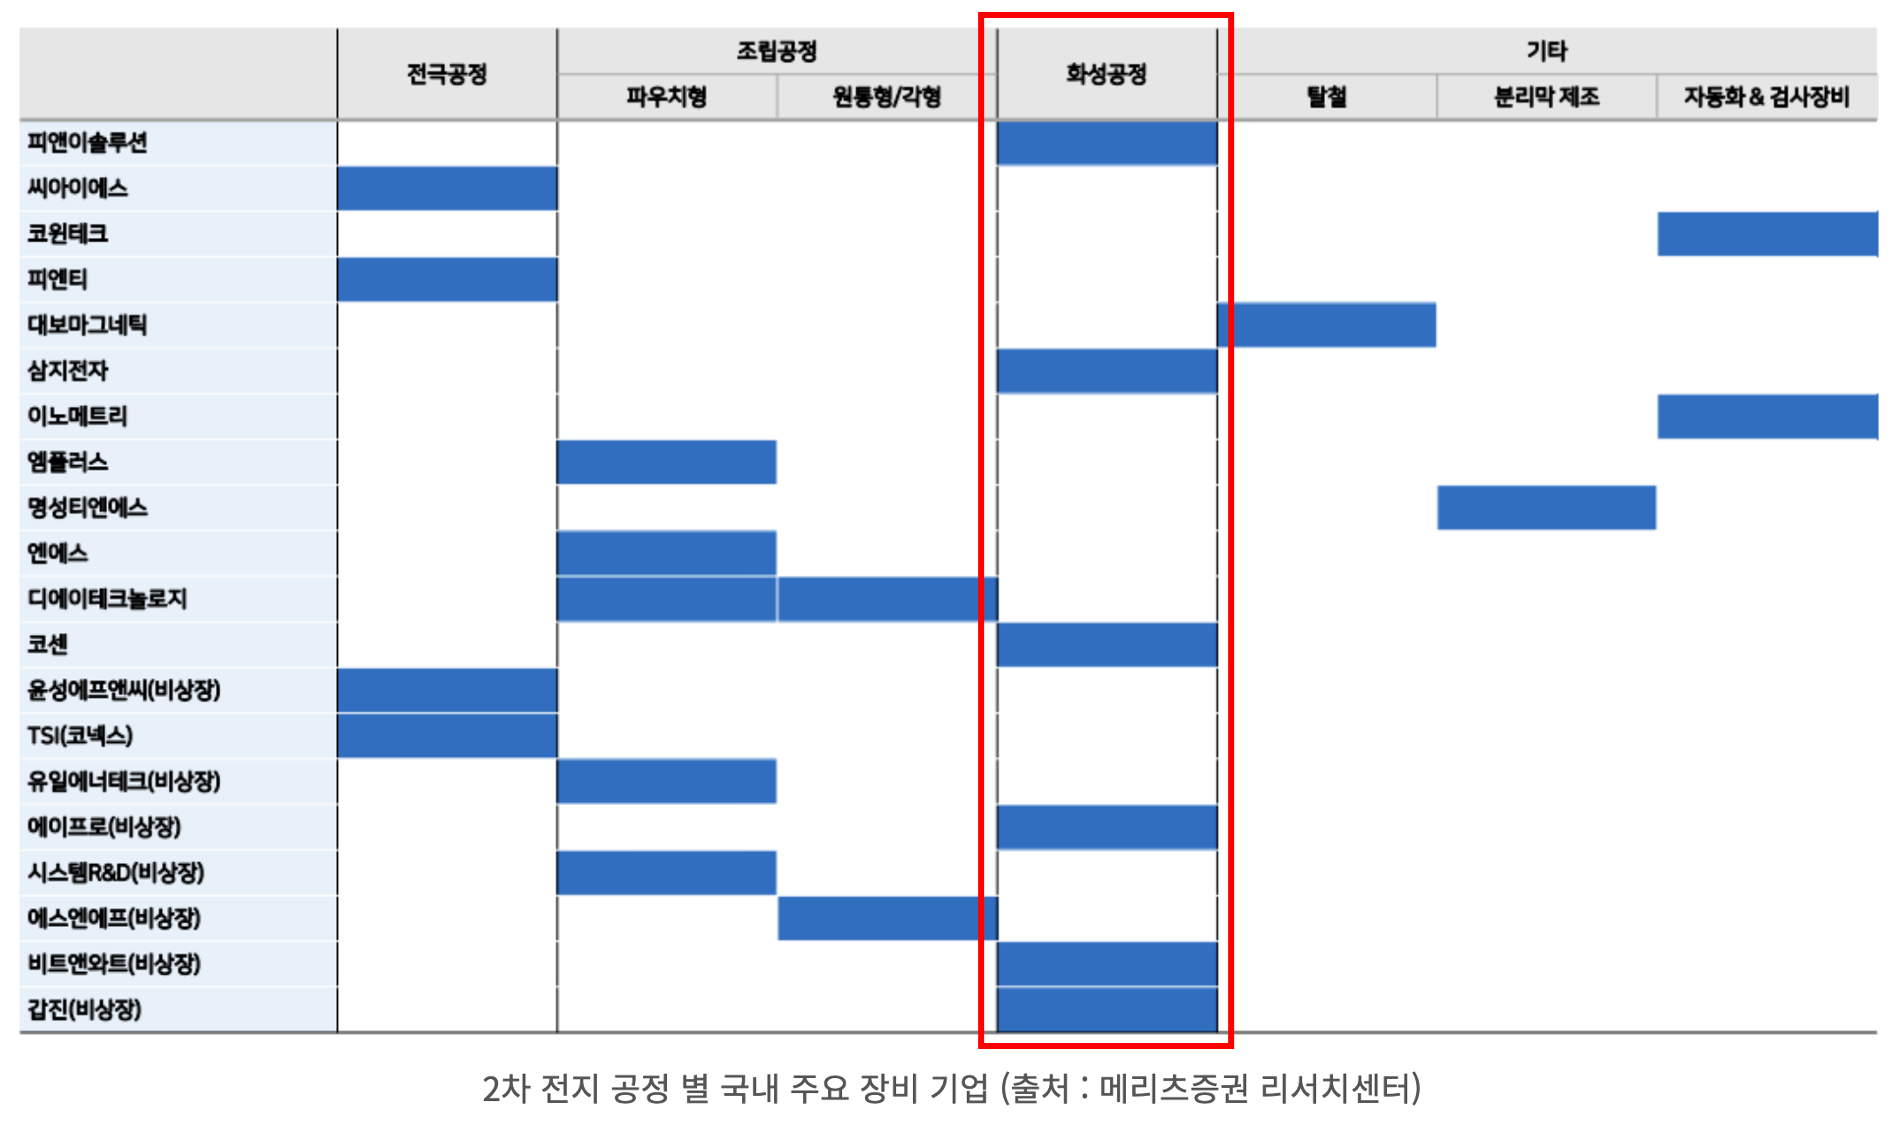 전극공정 조립공정 화성공정 기타
파우치형 원통형/각형 탈철 분리막 제조 자동화 & 검사장비
피앤이솔루션
씨아이에스
코윈테크
피엔티
대보마그네틱
삼지전자
이노메트리
엠플러스
명성티엔에스
엔에스
디에이테크놀로지
코센
윤성에프앤씨(비상장)
TSI(코넥스)
유일에너테크(비상장)
에이프로(비상장)
시스템R&D(비상장)
에스엔에프(비상장)
비트앤와트(비상장)
갑진(비상장)
2차 전지 공정 별 국내 주요 장비 기업 (출처 : 메리츠증권 리서치센터)